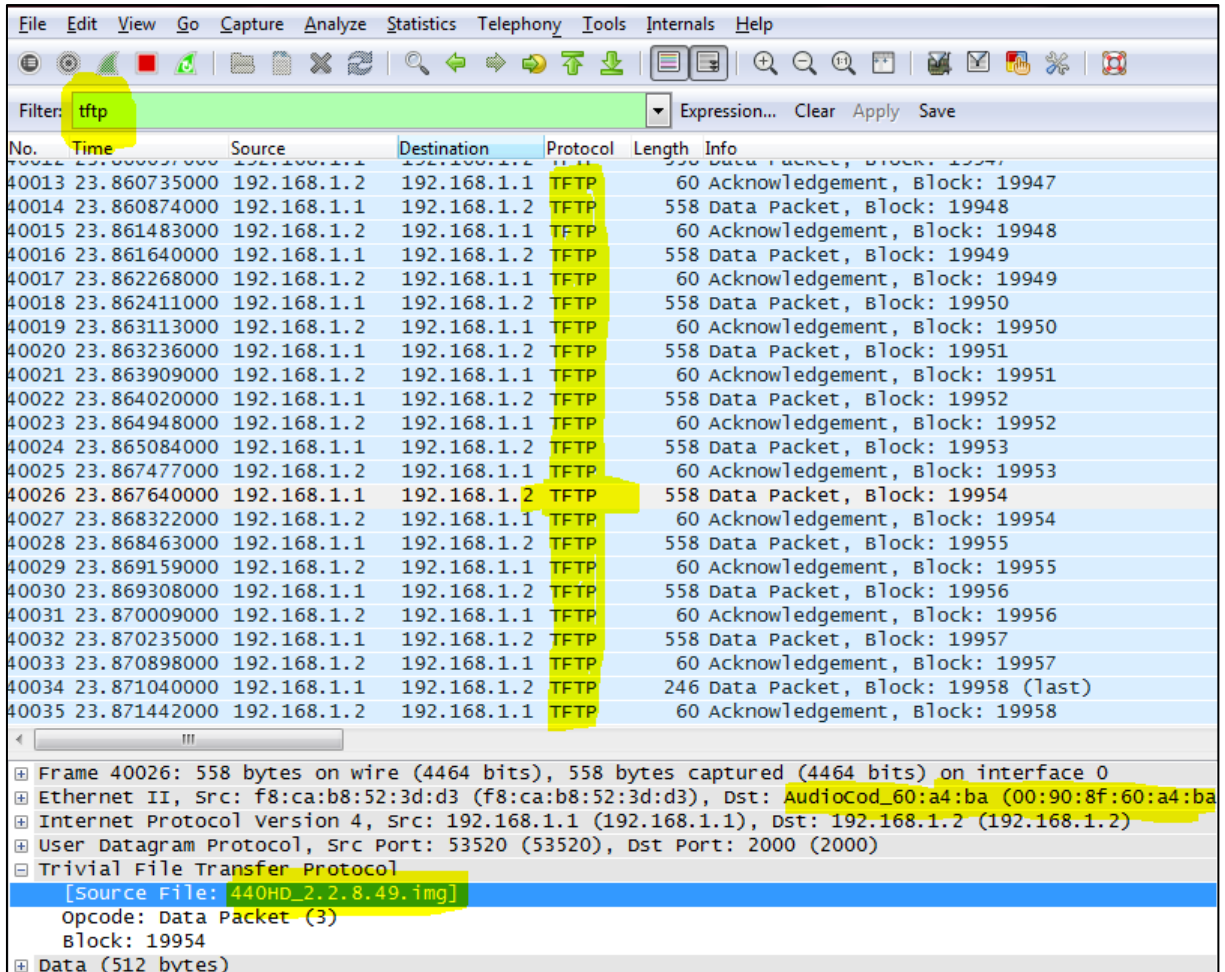 File Edit View Go Capture Analyze Statistics Telephony Tools Internals Help
Filter: tftp Expression... Clear Apply Save
No. Time Source Destination Protocol Length Info
40013 23.860735000 192.168.1.2 192.168.1.1 TFTP 60 Acknowledgement, Block: 19947
40014 23.860874000 192.168.1.1 192.168.1.2 TFTP 558 Data Packet, Block: 19948
40015 23.861483000 192.168.1.2 192.168.1.1 TFTP 60 Acknowledgement, Block: 19948
40016 23.861640000 192.168.1.1 192.168.1.2 TFTP 558 Data Packet, Block: 19949
40017 23.862268000 192.168.1.2 192.168.1.1 TFTP 60 Acknowledgement, Block: 19949
40018 23.862411000 192.168.1.1 192.168.1.2 TFTP 558 Data Packet, Block: 19950
40019 23.863113000 192.168.1.2 192.168.1.1 TFTP 60 Acknowledgement, Block: 19950
40020 23.863236000 192.168.1.1 192.168.1.2 TFTP 558 Data Packet, Block: 19951
40021 23.863909000 192.168.1.2 192.168.1.1 TFTP 60 Acknowledgement, Block: 19951
40022 23.864020000 192.168.1.1 192.168.1.2 TFTP 558 Data Packet, Block: 19952
40023 23.864948000 192.168.1.2 192.168.1.1 TFTP 60 Acknowledgement, Block: 19952
40024 23.865084000 192.168.1.1 192.168.1.2 TFTP 558 Data Packet, Block: 19953
40025 23.867477000 192.168.1.2 192.168.1.1 TFTP 60 Acknowledgement, Block: 19953
40026 23.867640000 192.168.1.1 192.168.1.2 TFTP 558 Data Packet, Block: 19954
40027 23.868322000 192.168.1.2 192.168.1.1 TFTP 60 Acknowledgement, Block: 19954
40028 23.868463000 192.168.1.1 192.168.1.2 TFTP 558 Data Packet, Block: 19955
40029 23.869159000 192.168.1.2 192.168.1.1 TFTP 60 Acknowledgement, Block: 19955
40030 23.869308000 192.168.1.1 192.168.1.2 TFTP 558 Data Packet, Block: 19956
40031 23.870009000 192.168.1.2 192.168.1.1 TFTP 60 Acknowledgement, Block: 19956
40032 23.870235000 192.168.1.1 192.168.1.2 TFTP 558 Data Packet, Block: 19957
40033 23.870898000 192.168.1.2 192.168.1.1 TFTP 60 Acknowledgement, Block: 19957
40034 23.871040000 192.168.1.1 192.168.1.2 TFTP 246 Data Packet, Block: 19958 (last)
40035 23.871442000 192.168.1.2 192.168.1.1 TFTP 60 Acknowledgement, Block: 19958
Frame 40026: 558 bytes on wire (4464 bits), 558 bytes captured (4464 bits) on interface 0
Ethernet II, Src: f8:ca:b8:52:3d:d3 (f8:ca:b8:52:3d:d3), Dst: AudioCod_60:a4:ba (00:90:8f:60:a4:ba
Internet Protocol Version 4, Src: 192.168.1.1 (192.168.1.1), Dst: 192.168.1.2 (192.168.1.2)
User Datagram Protocol, Src Port: 53520 (53520), Dst Port: 2000 (2000)
Trivial File Transfer Protocol
[Source File: 440HD_2.2.8.49.img]
Opcode: Data Packet (3)
Block: 19954
Data (512 bytes)